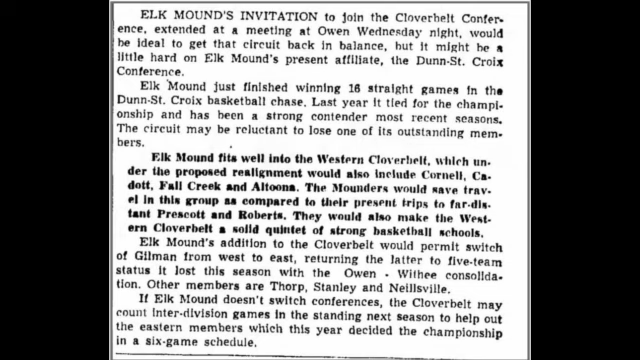 ELK MOUND'S INVITATION to join the Cloverbelt Confer-
ence, extended at a meeting at Owen Wednesday night, would
be ideal to get that circuit back in balance, but it might be a
little hard on Elk Mound's present affiliate, the Dunn-St. Croix
Conference.
Elk Mound just finished winning 16 straight games in the
Dunn-St. Croix basketball chase. Last year it tied for the champi-
onship and has been a strong contender most recent seasons.
The circuit may be reluctant to lose one of its outstanding mem-
bers.
Elk Mound fits well into the Western Cloverbelt, which un-
der the proposed realignment would also include Cornell, Ca-
dott, Fall Creek and Altoona. The Mounders would save trav-
el in this group as compared to their present trips to far-dis-
tant Prescott and Roberts. They would also make the West-
ern Cloverbelt a solid quintet of strong basketball schools.
Elk Mound's addition to the Cloverbelt would permit switch
of Gilman from west to east, returning the latter to five-team
status it lost this season with the Owen - Withee consolida-
tion. Other members are Thorp, Stanley and Neillsville.
If Elk Mound doesn't switch conferences, the Cloverbelt may
count inter-division games in the standing next season to help out
the eastern members which this year decided the championship
in a six-game schedule.